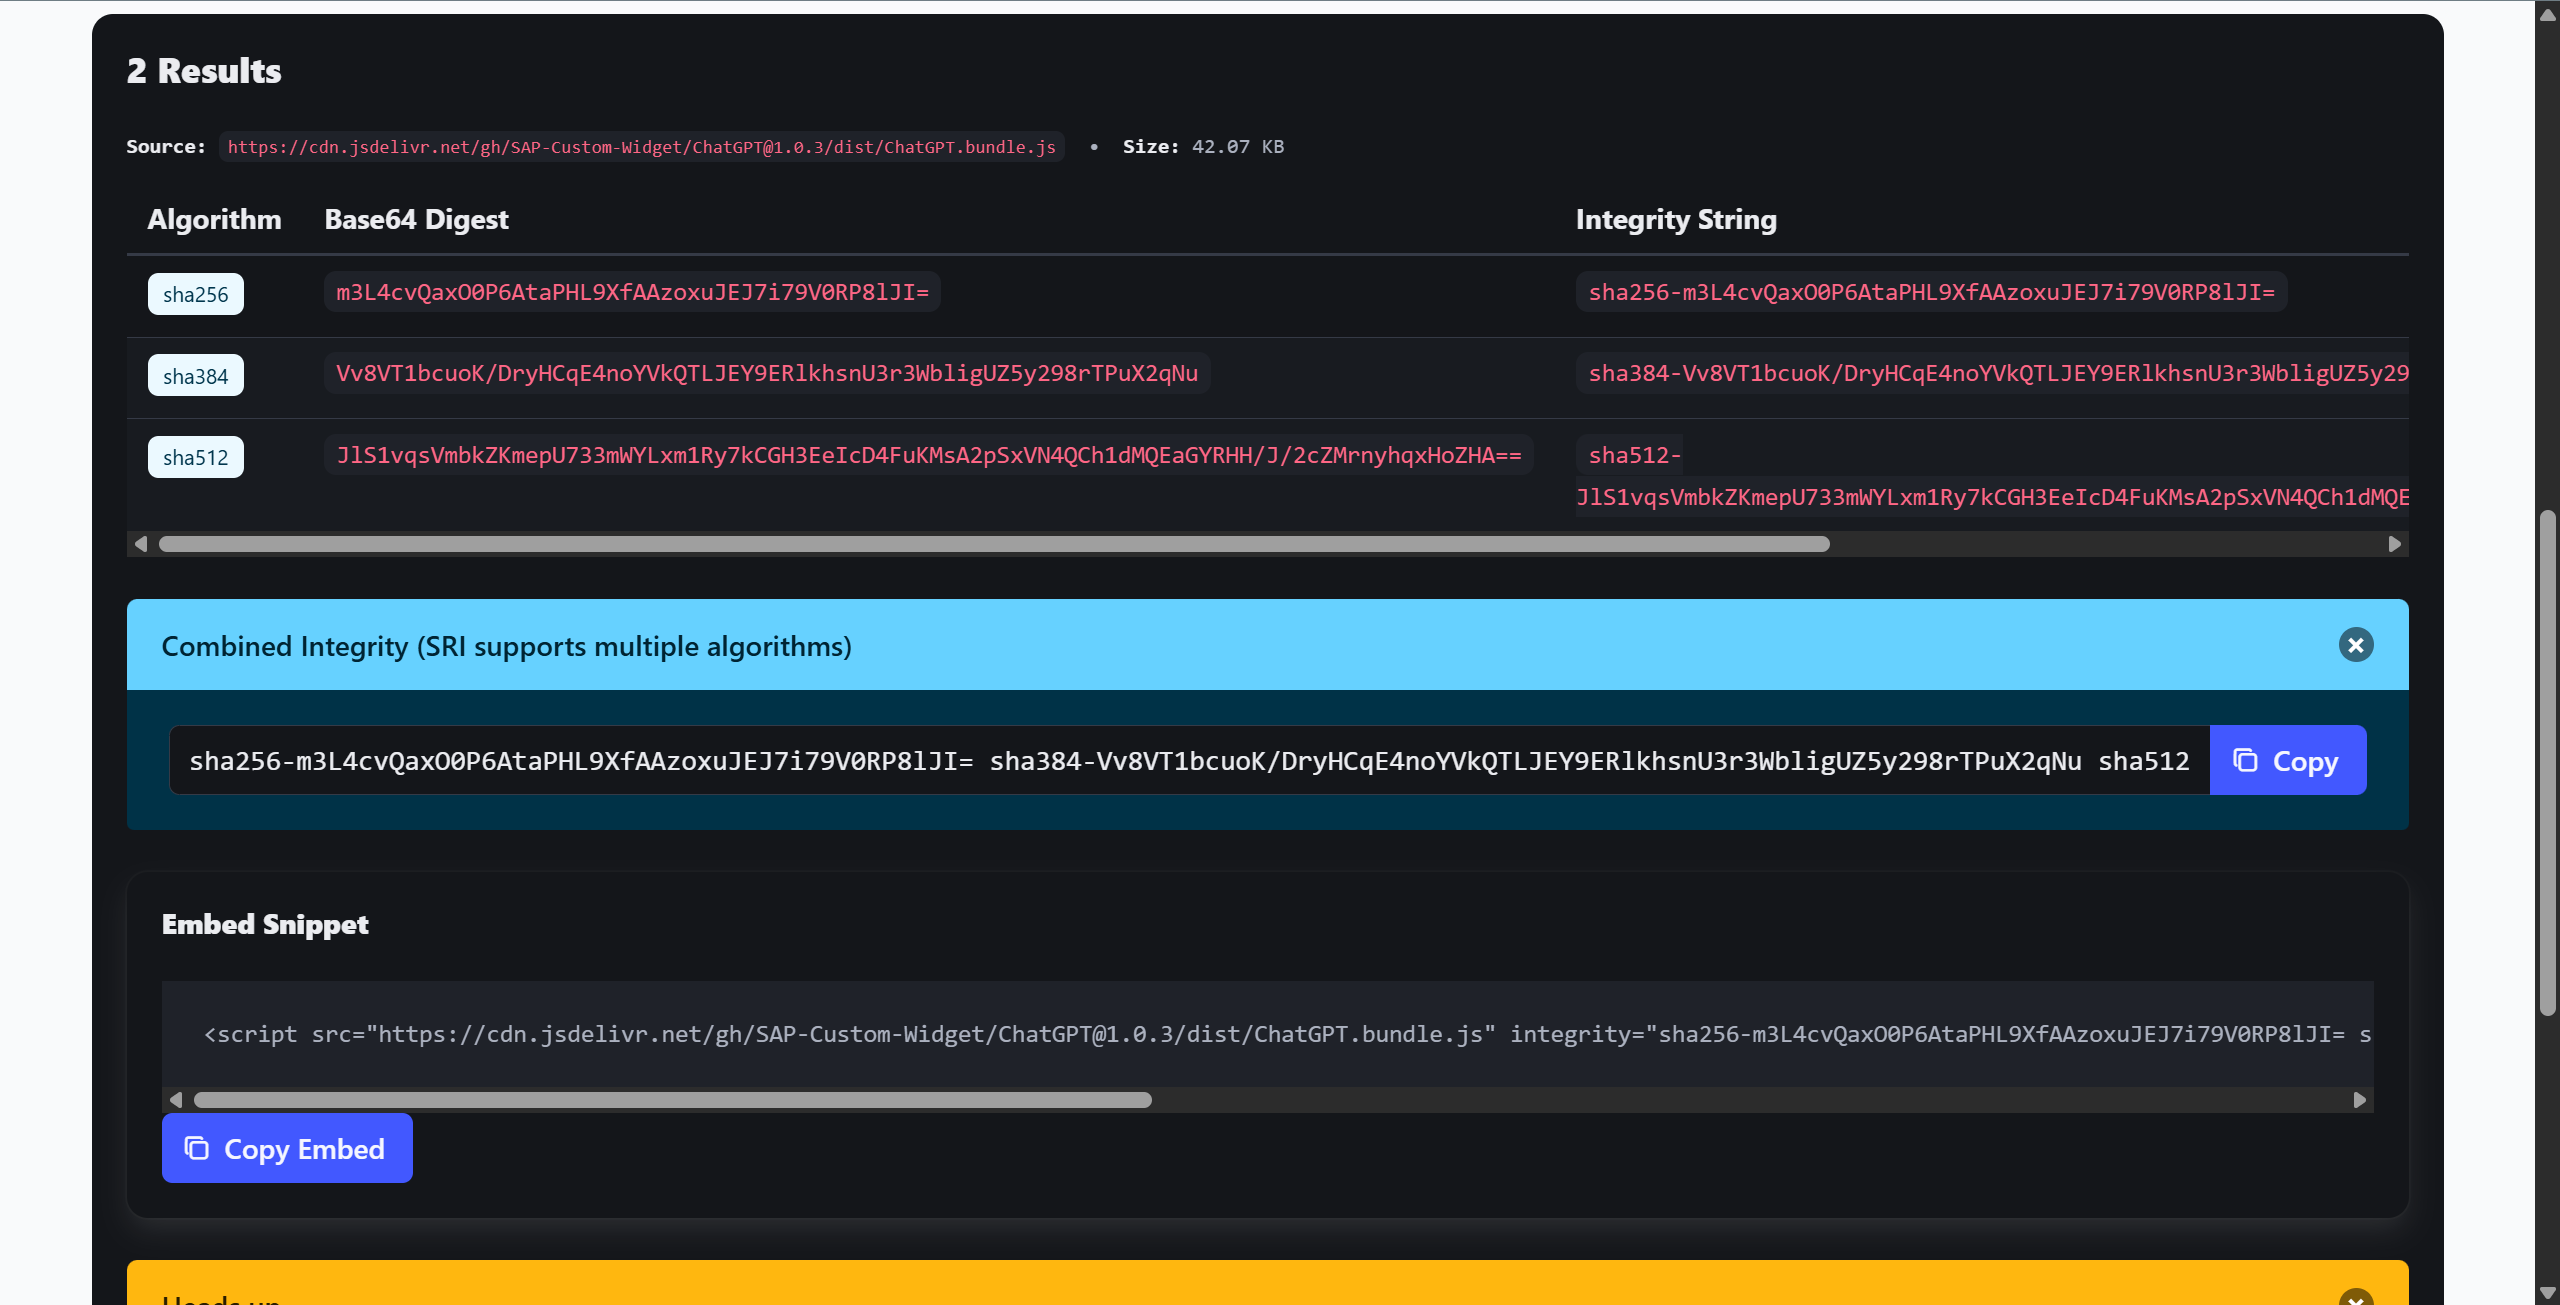 2 Results
Source: https://cdn.jsdelivr.net/gh/SAP-Custom-Widget/ChatGPT@1.0.3/dist/ChatGPT.bundle.js • Size: 42.07 KB
Algorithm Base64 Digest Integrity String
sha256 m3L4cvQaxO0P6AtaPHL9XfAAzoxuJEJ7i79V0RP8lJI= sha256-m3L4cvQaxO0P6AtaPHL9XfAAzoxuJEJ7i79V0RP8lJI=
sha384 Vv8VT1bcuoK/DryHCqE4noYVkQTLJEY9ERlkhsnU3r3WbligUZ5y298rTPuX2qNu sha384-Vv8VT1bcuoK/DryHCqE4noYVkQTLJEY9ERlkhsnU3r3WbligUZ5y29
sha512 JlS1vqsVmbkZKmepU733mWYLxm1Ry7kCGH3EeIcD4FuKMsA2pSxVN4QCh1dMQEaGYRHH/J/2cZMrnyhqxHoZHA== sha512-
JlS1vqsVmbkZKmepU733mWYLxm1Ry7kCGH3EeIcD4FuKMsA2pSxVN4QCh1dMQE
Combined Integrity (SRI supports multiple algorithms)
sha256-m3L4cvQaxO0P6AtaPHL9XfAAzoxuJEJ7i79V0RP8lJI= sha384-Vv8VT1bcuoK/DryHCqE4noYVkQTLJEY9ERlkhsnU3r3WbligUZ5y298rTPuX2qNu sha512 Copy
Embed Snippet
<script src="https://cdn.jsdelivr.net/gh/SAP-Custom-Widget/ChatGPT@1.0.3/dist/ChatGPT.bundle.js" integrity="sha256-m3L4cvQaxO0P6AtaPHL9XfAAzoxuJEJ7i79V0RP8lJI= s
Copy Embed
Heads up